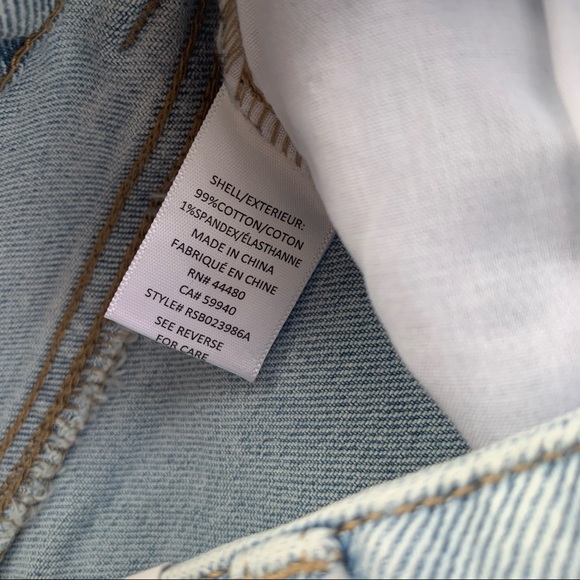 SHELL/EXTERIEUR:
99%COTTON/COTON
1%SPANDEX/ÉLASTHANNE
MADE IN CHINA
FABRIQUÉ EN CHINE
RN# 44480
CA# 59940
STYLE# RSB023986A
SEE REVERSE
FOR CARE